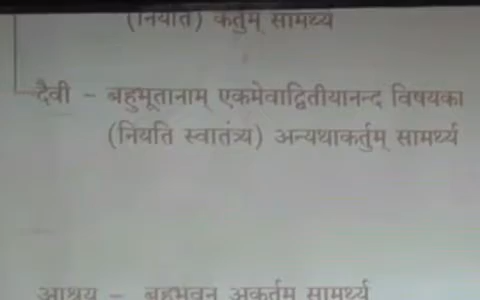 (नियति) कर्तुम् सामर्थ्य
दैवी – बहुभूतानाम् एकमेवाद्वितीयानन्द विषयका
(नियति स्वातंत्र्य) अन्यथाकर्तुम् सामर्थ्य
आश्रय – बहुभवन अकर्तुम सामर्थ्य